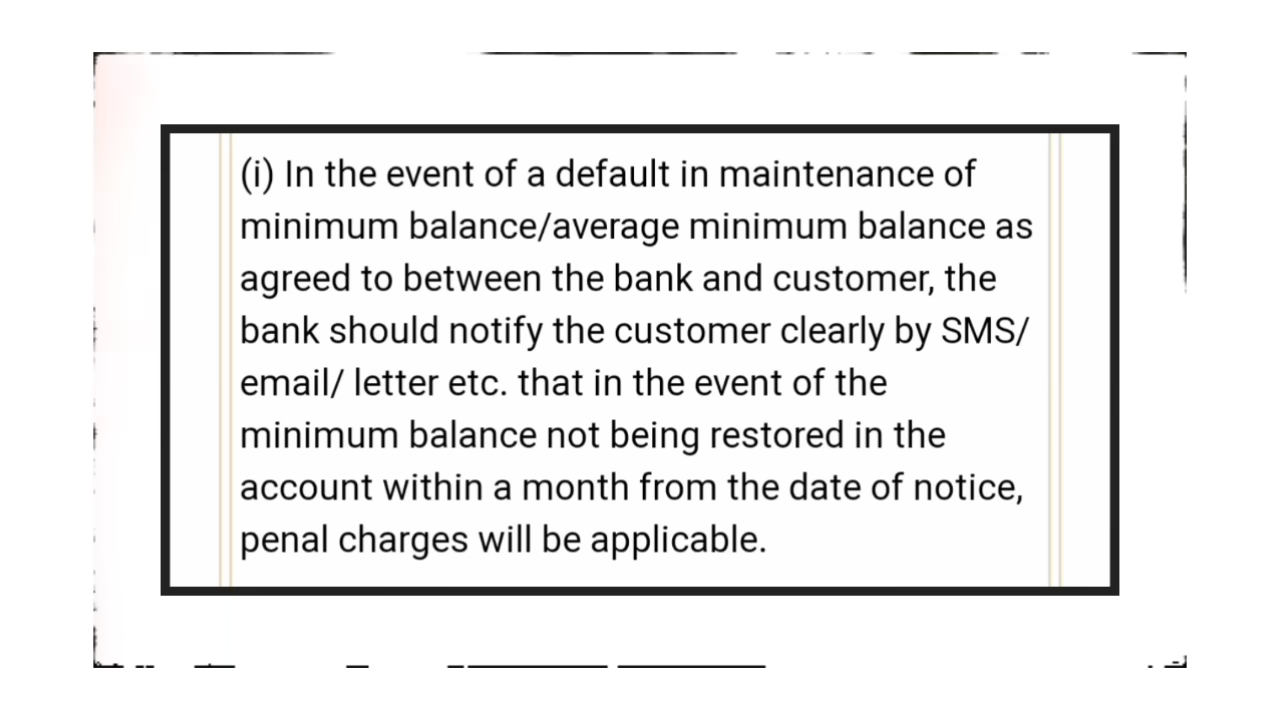 (i) In the event of a default in maintenance of
minimum balance/average minimum balance as
agreed to between the bank and customer, the
bank should notify the customer clearly by SMS/
email/ letter etc. that in the event of the
minimum balance not being restored in the
account within a month from the date of notice,
penal charges will be applicable.